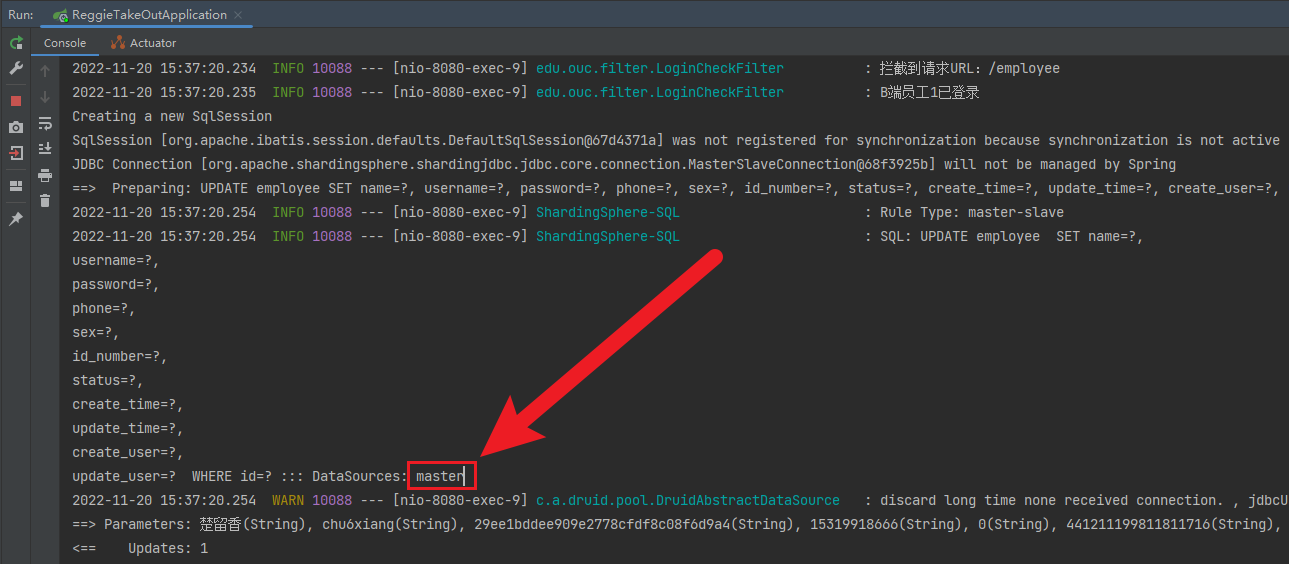 Run: ReggieTakeOutApplication ×
Console Actuator
2022-11-20 15:37:20.234  INFO 10088 --- [nio-8080-exec-9] edu.ouc.filter.LoginCheckFilter          : 拦截到请求URL：/employee
2022-11-20 15:37:20.235  INFO 10088 --- [nio-8080-exec-9] edu.ouc.filter.LoginCheckFilter          : B端员工1已登录
Creating a new SqlSession
SqlSession [org.apache.ibatis.session.defaults.DefaultSqlSession@67d4371a] was not registered for synchronization because synchronization is not active
JDBC Connection [org.apache.shardingsphere.shardingjdbc.jdbc.core.connection.MasterSlaveConnection@68f3925b] will not be managed by Spring
==>  Preparing: UPDATE employee SET name=?, username=?, password=?, phone=?, sex=?, id_number=?, status=?, create_time=?, update_time=?, create_user=?,
2022-11-20 15:37:20.254  INFO 10088 --- [nio-8080-exec-9] ShardingSphere-SQL                       : Rule Type: master-slave
2022-11-20 15:37:20.254  INFO 10088 --- [nio-8080-exec-9] ShardingSphere-SQL                       : SQL: UPDATE employee  SET name=?,
username=?,
password=?,
phone=?,
sex=?,
id_number=?,
status=?,
create_time=?,
update_time=?,
create_user=?,
update_user=?  WHERE id=? ::: DataSources: master
2022-11-20 15:37:20.254  WARN 10088 --- [nio-8080-exec-9] c.a.druid.pool.DruidAbstractDataSource   : discard long time none received connection. , jdbcU
==> Parameters: 楚留香(String), chu6xiang(String), 29ee1bddee909e2778cfdf8c08f6d9a4(String), 15319918666(String), 0(String), 441211199811811716(String),
<==    Updates: 1